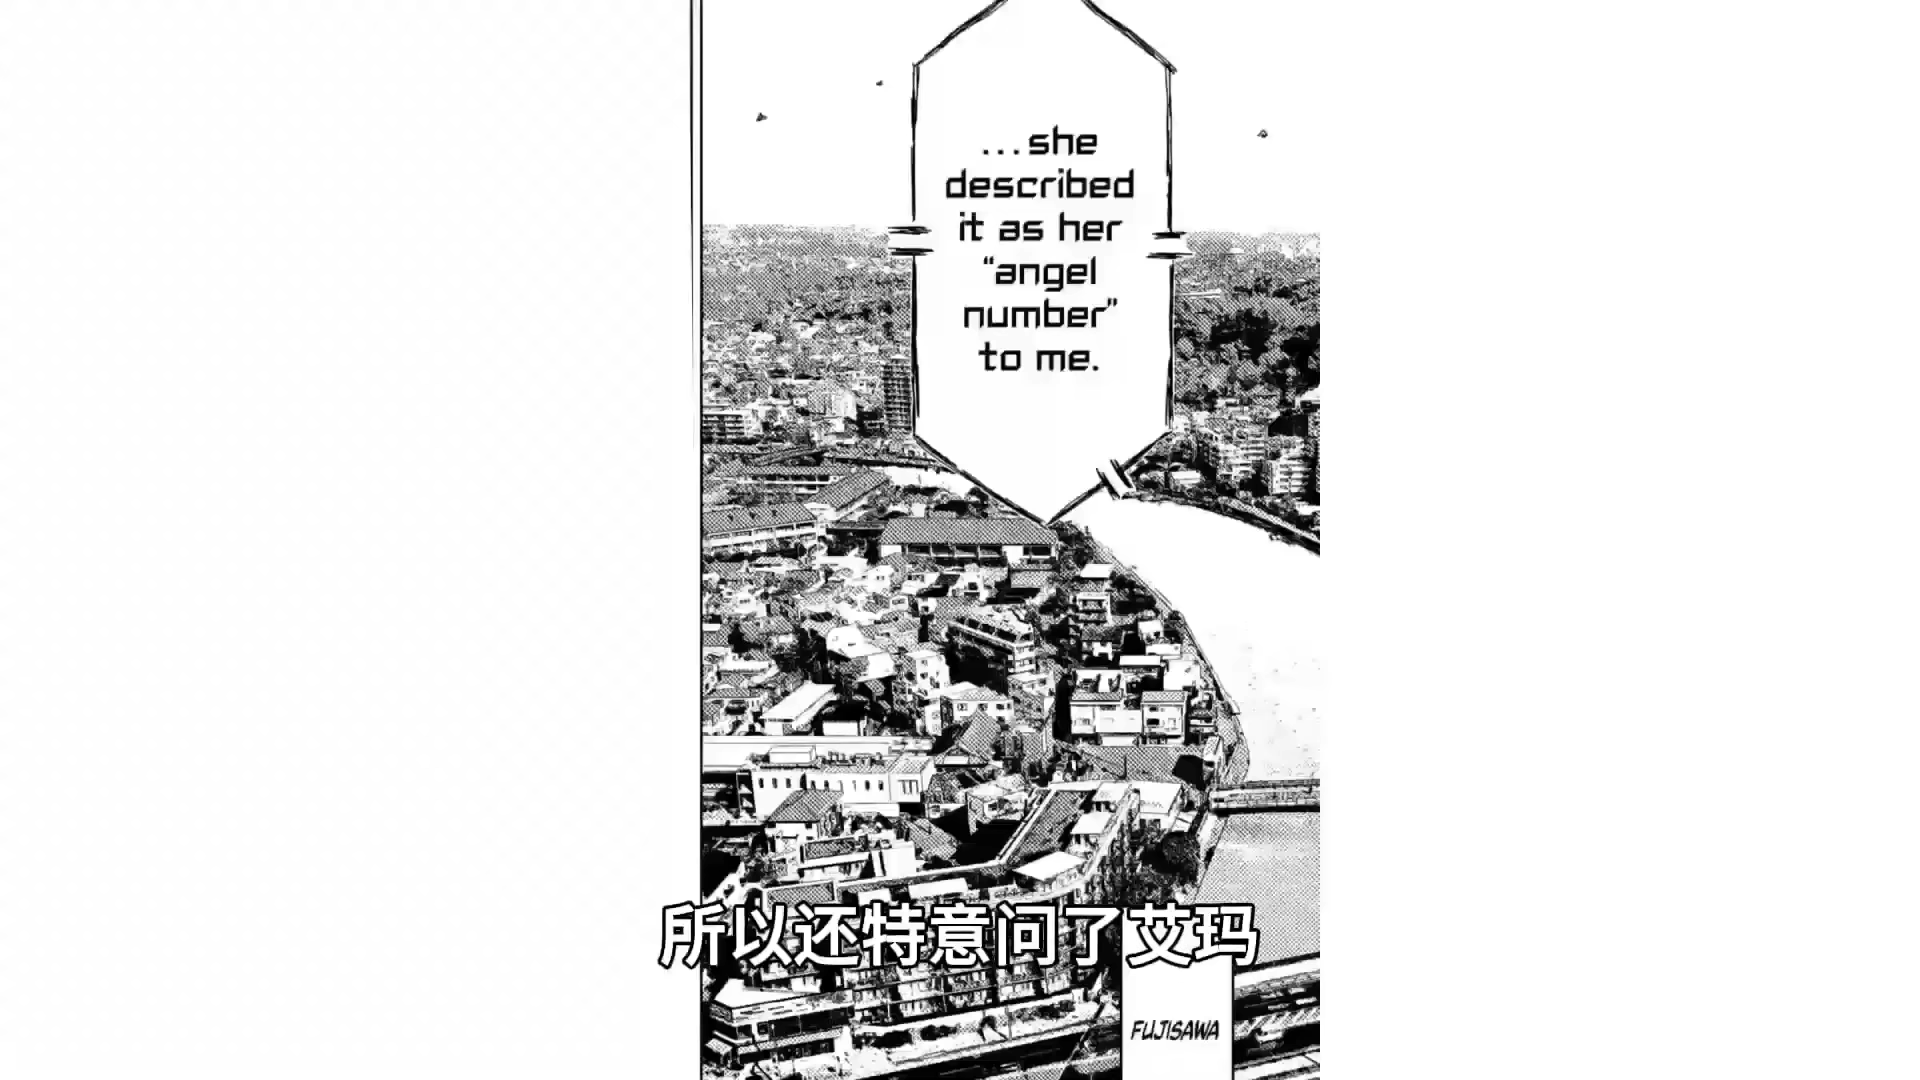 ...she
described
it as her
“angel
number”
to me.
所以还特意问了艾玛
FUJISAWA